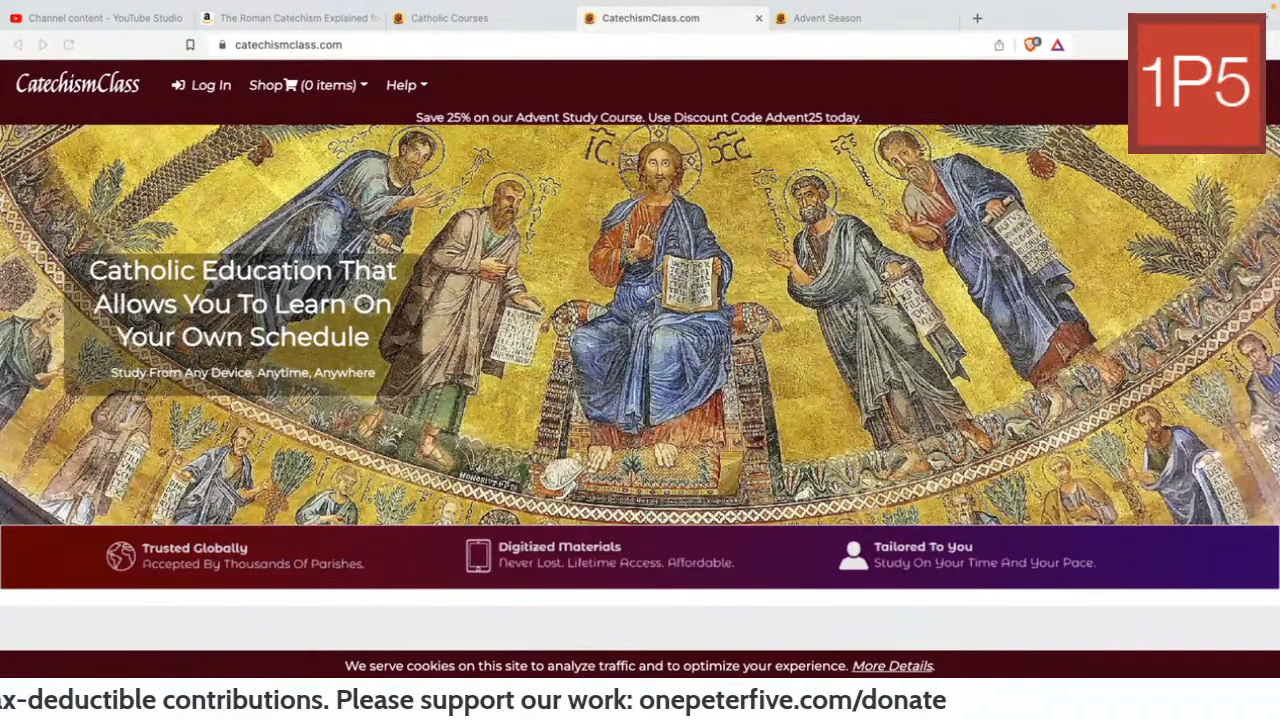 Channel content - YouTube Studio
The Roman Catechism Explained f
Catholic Courses
CatechismClass.com
Advent Season
catechismclass.com
1P5
CatechismClass
Log In
Shop (0 items)
Help
Save 25% on our Advent Study Course. Use Discount Code Advent25 today.
IC
XCC
Catholic Education That
Allows You To Learn On
Your Own Schedule
Study From Any Device, Anytime, Anywhere
Trusted Globally
Accepted By Thousands Of Parishes.
Digitized Materials
Never Lost. Lifetime Access. Affordable.
Tailored To You
Study On Your Time And Your Pace.
We serve cookies on this site to analyze traffic and to optimize your experience. More Details.
x-deductible contributions. Please support our work: onepeterfive.com/donate